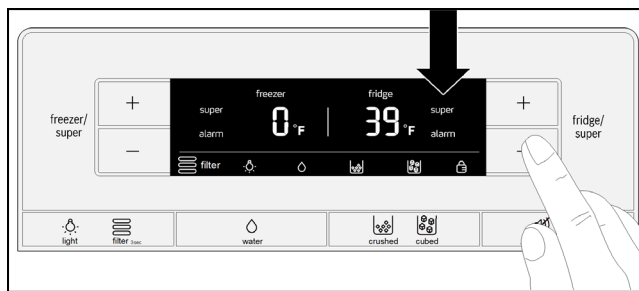 freezer fridge
freezer/
super
+
super 0°F 39°F super
+
fridge/
super
alarm alarm
−
filter
light filter 3sec water crushed cubed